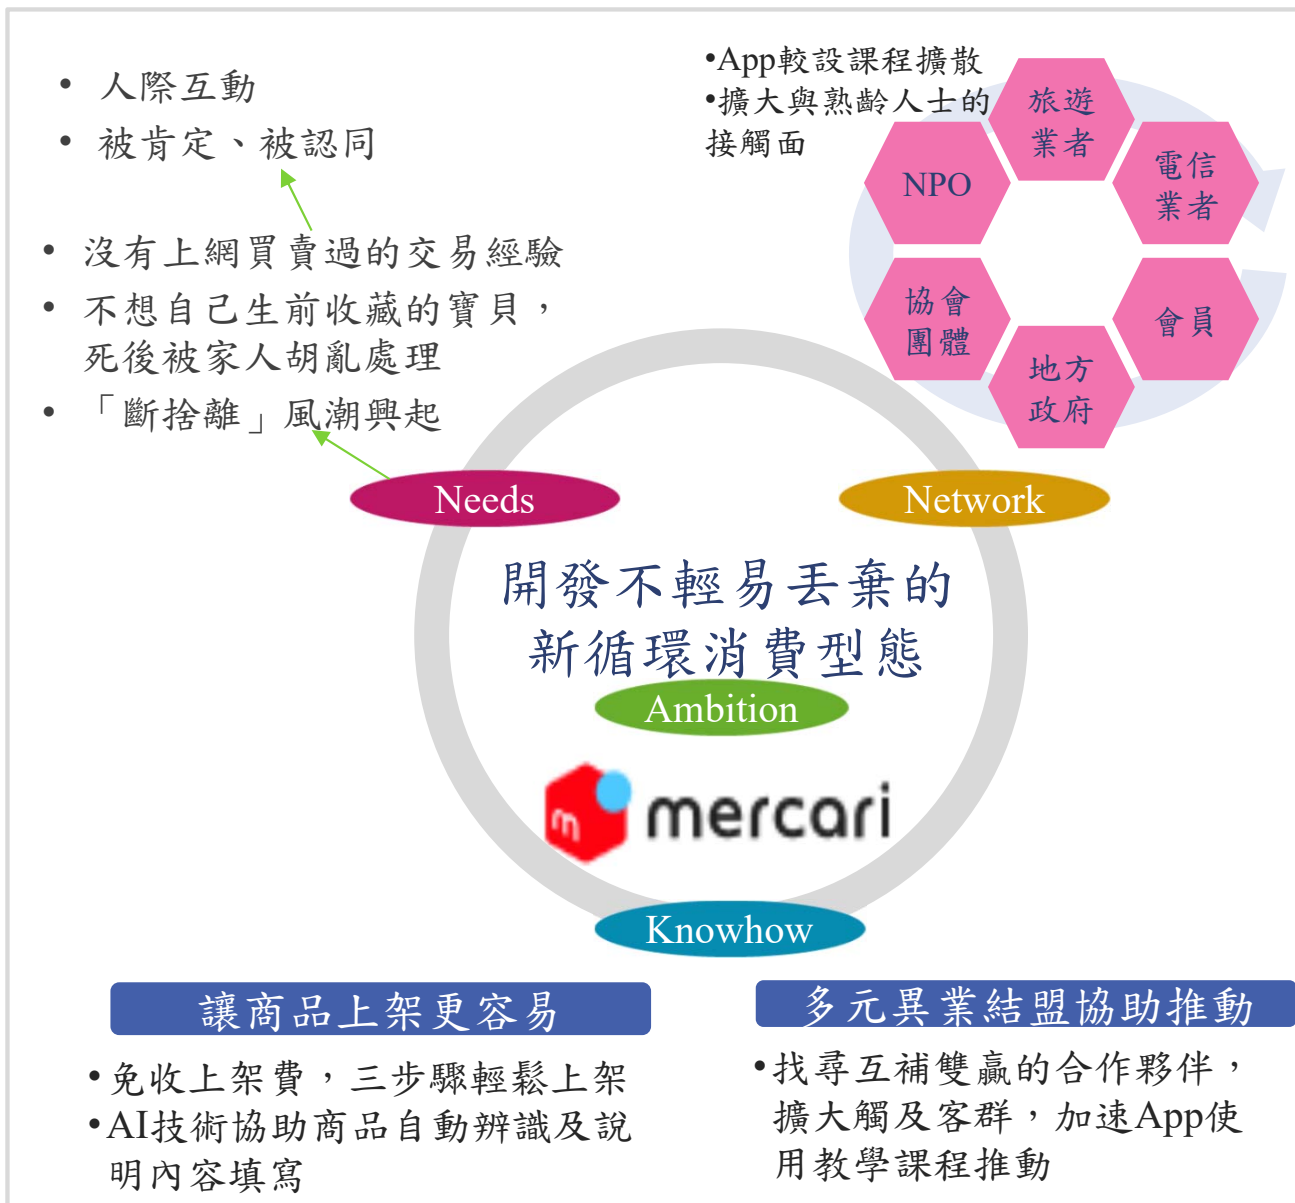 • 人際互動
• 被肯定、被認同
• 沒有上網買賣過的交易經驗
• 不想自己生前收藏的寶貝，
死後被家人胡亂處理
• 「斷捨離」風潮興起
•App較設課程擴散
•擴大與熟齡人士的
接觸面
旅遊
業者
電信
業者
會員
地方
政府
協會
團體
NPO
Needs
Network
開發不輕易丟棄的
新循環消費型態
Ambition
m mercari
Knowhow
讓商品上架更容易
•免收上架費，三步驟輕鬆上架
•AI技術協助商品自動辨識及說
明內容填寫
多元異業結盟協助推動
•找尋互補雙贏的合作夥伴，
擴大觸及客群，加速App使
用教學課程推動